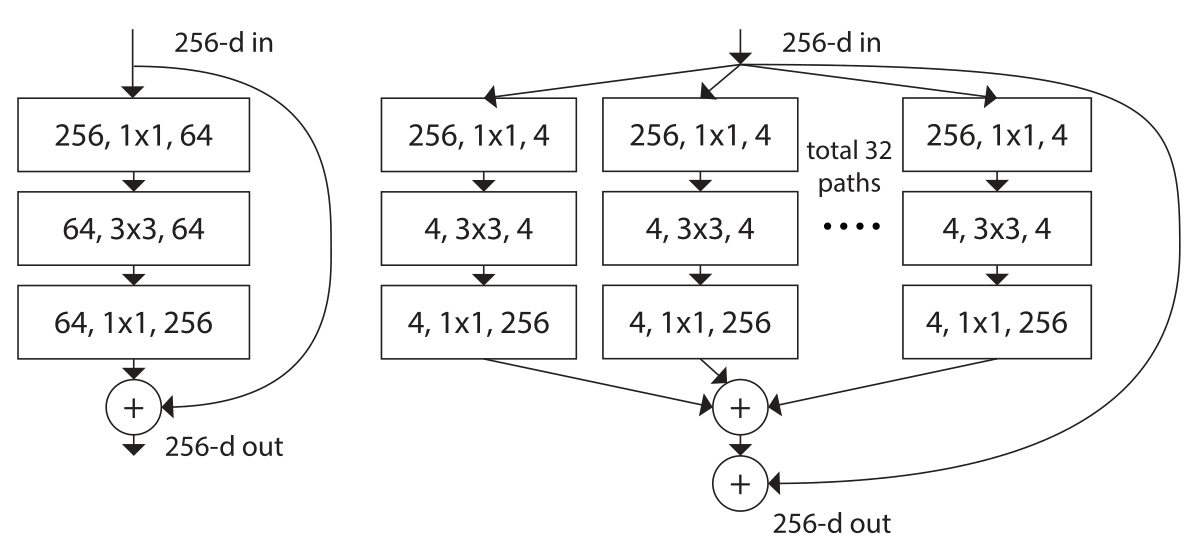 256-d in
256, 1x1, 64
64, 3x3, 64
64, 1x1, 256
+
256-d out
256-d in
256, 1x1, 4
256, 1x1, 4
total 32
paths
256, 1x1, 4
4, 3x3, 4
4, 3x3, 4
....
4, 3x3, 4
4, 1x1, 256
4, 1x1, 256
4, 1x1, 256
+
+
256-d out